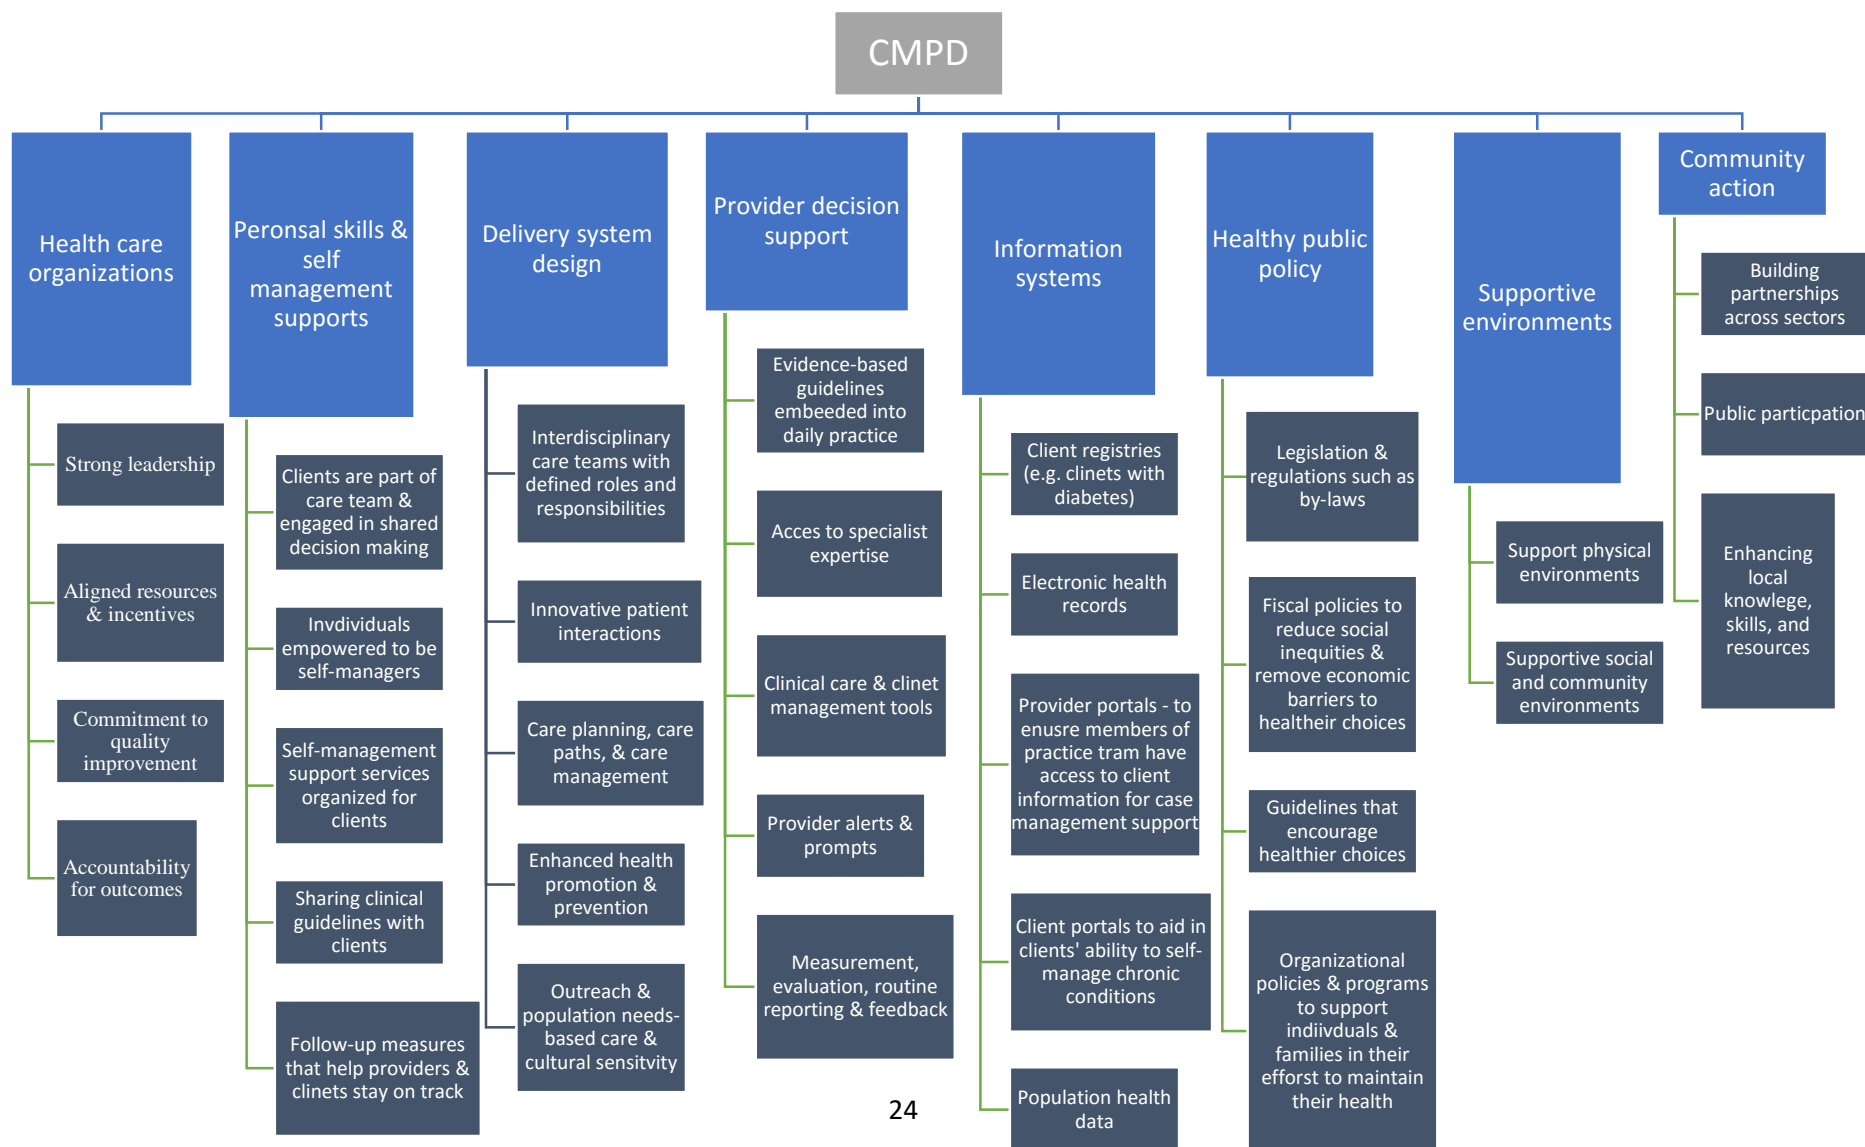 CMPD
Health care
organizations
Strong leadership
Aligned resources
& incentives
Commitment to
quality
improvement
Accountability
for outcomes
Peronsal skills &
self
management
supports
Clients are part of
care team &
engaged in shared
decision making
Invdividuals
empowered to be
self-managers
Self-management
support services
organized for
clients
Sharing clinical
guidelines with
clients
Follow-up measures
that help providers &
clinets stay on track
Delivery system
design
Interdisciplinary
care teams with
defined roles and
responsibilities
Innovative patient
interactions
Care planning, care
paths, & care
management
Enhanced health
promotion &
prevention
Outreach &
population needs-
based care &
cultural sensitvity
Provider decision
support
Evidence-based
guidelines
embeeded into
daily practice
Acces to specialist
expertise
Clinical care & clinet
management tools
Provider alerts &
prompts
Measurement,
evaluation, routine
reporting & feedback
Information
systems
Client registries
(e.g. clinets with
diabetes)
Electronic health
records
Provider portals - to
enusre members of
practice tram have
access to client
information for case
management support
Client portals to aid in
clients' ability to self-
manage chronic
conditions
Population health
data
Healthy public
policy
Legislation &
regulations such as
by-laws
Fiscal policies to
reduce social
inequities &
remove economic
barriers to
healtheir choices
Guidelines that
encourage
healthier choices
Organizational
policies & programs
to support
indiivduals &
families in their
efforst to maintain
their health
Supportive
environments
Support physical
environments
Supportive social
and community
environments
Community
action
Building
partnerships
across sectors
Public particpation
Enhancing
local
knowlege,
skills, and
resources
24